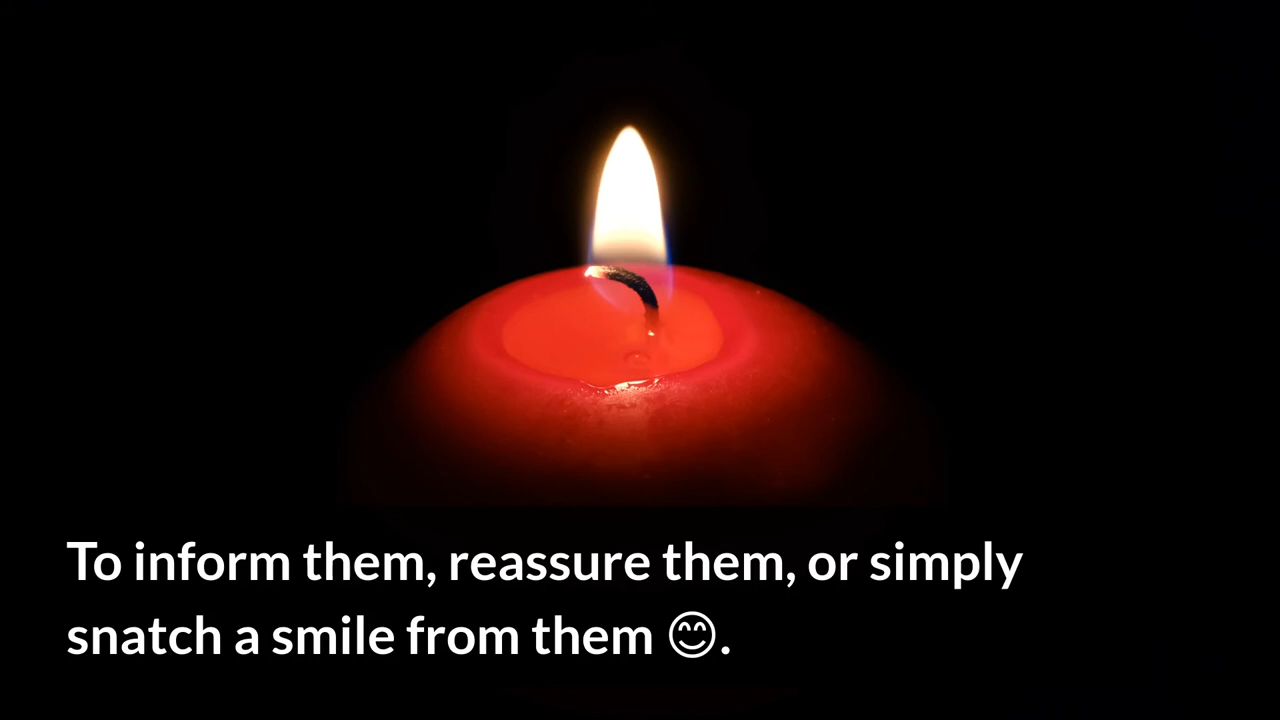 To inform them, reassure them, or simply
snatch a smile from them 😊.